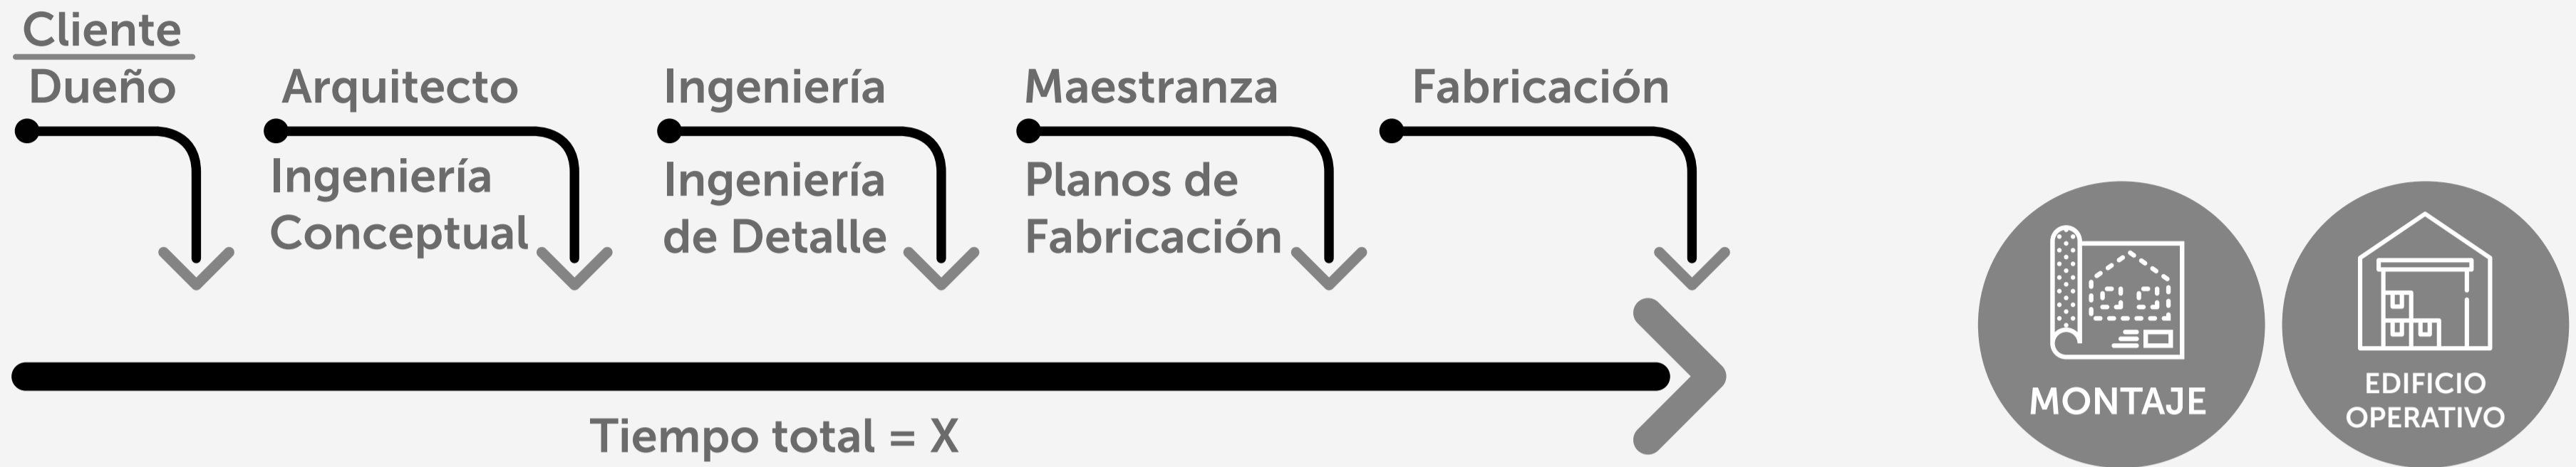 Cliente
Dueño
Arquitecto
Ingeniería
Conceptual
Ingeniería
Ingeniería
de Detalle
Maestranza
Planos de
Fabricación
Fabricación
Tiempo total = X
MONTAJE
EDIFICIO
OPERATIVO